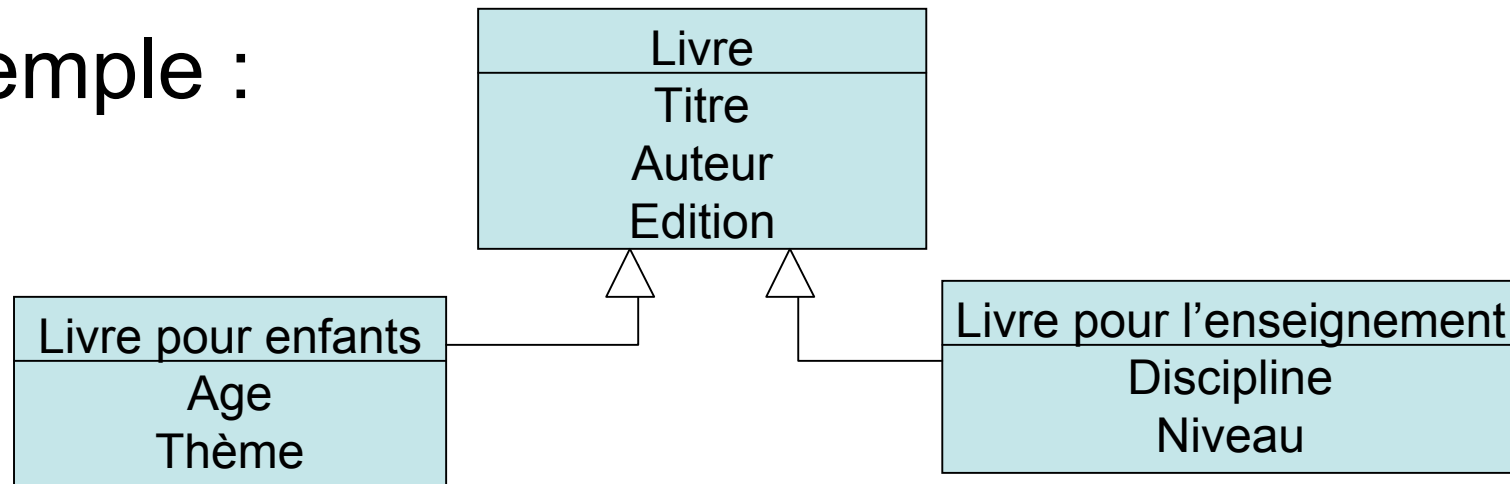 emple :
Livre
Titre
Auteur
Edition
Livre pour enfants
Age
Thème
Livre pour l’enseignement
Discipline
Niveau